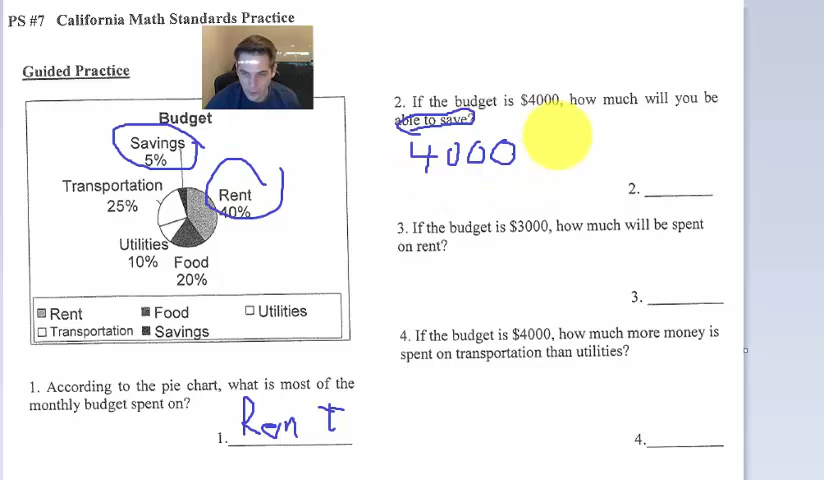 PS #7 California Math Standards Practice
Guided Practice
Budget
Savings
5%
Transportation
25%
Rent
40%
Utilities
10%
Food
20%
Rent Food Utilities
Transportation Savings
1. According to the pie chart, what is most of the
monthly budget spent on?
1. Rent
2. If the budget is $4000, how much will you be
able to save?
4000
2.
3. If the budget is $3000, how much will be spent
on rent?
3.
4. If the budget is $4000, how much more money is
spent on transportation than utilities?
4.